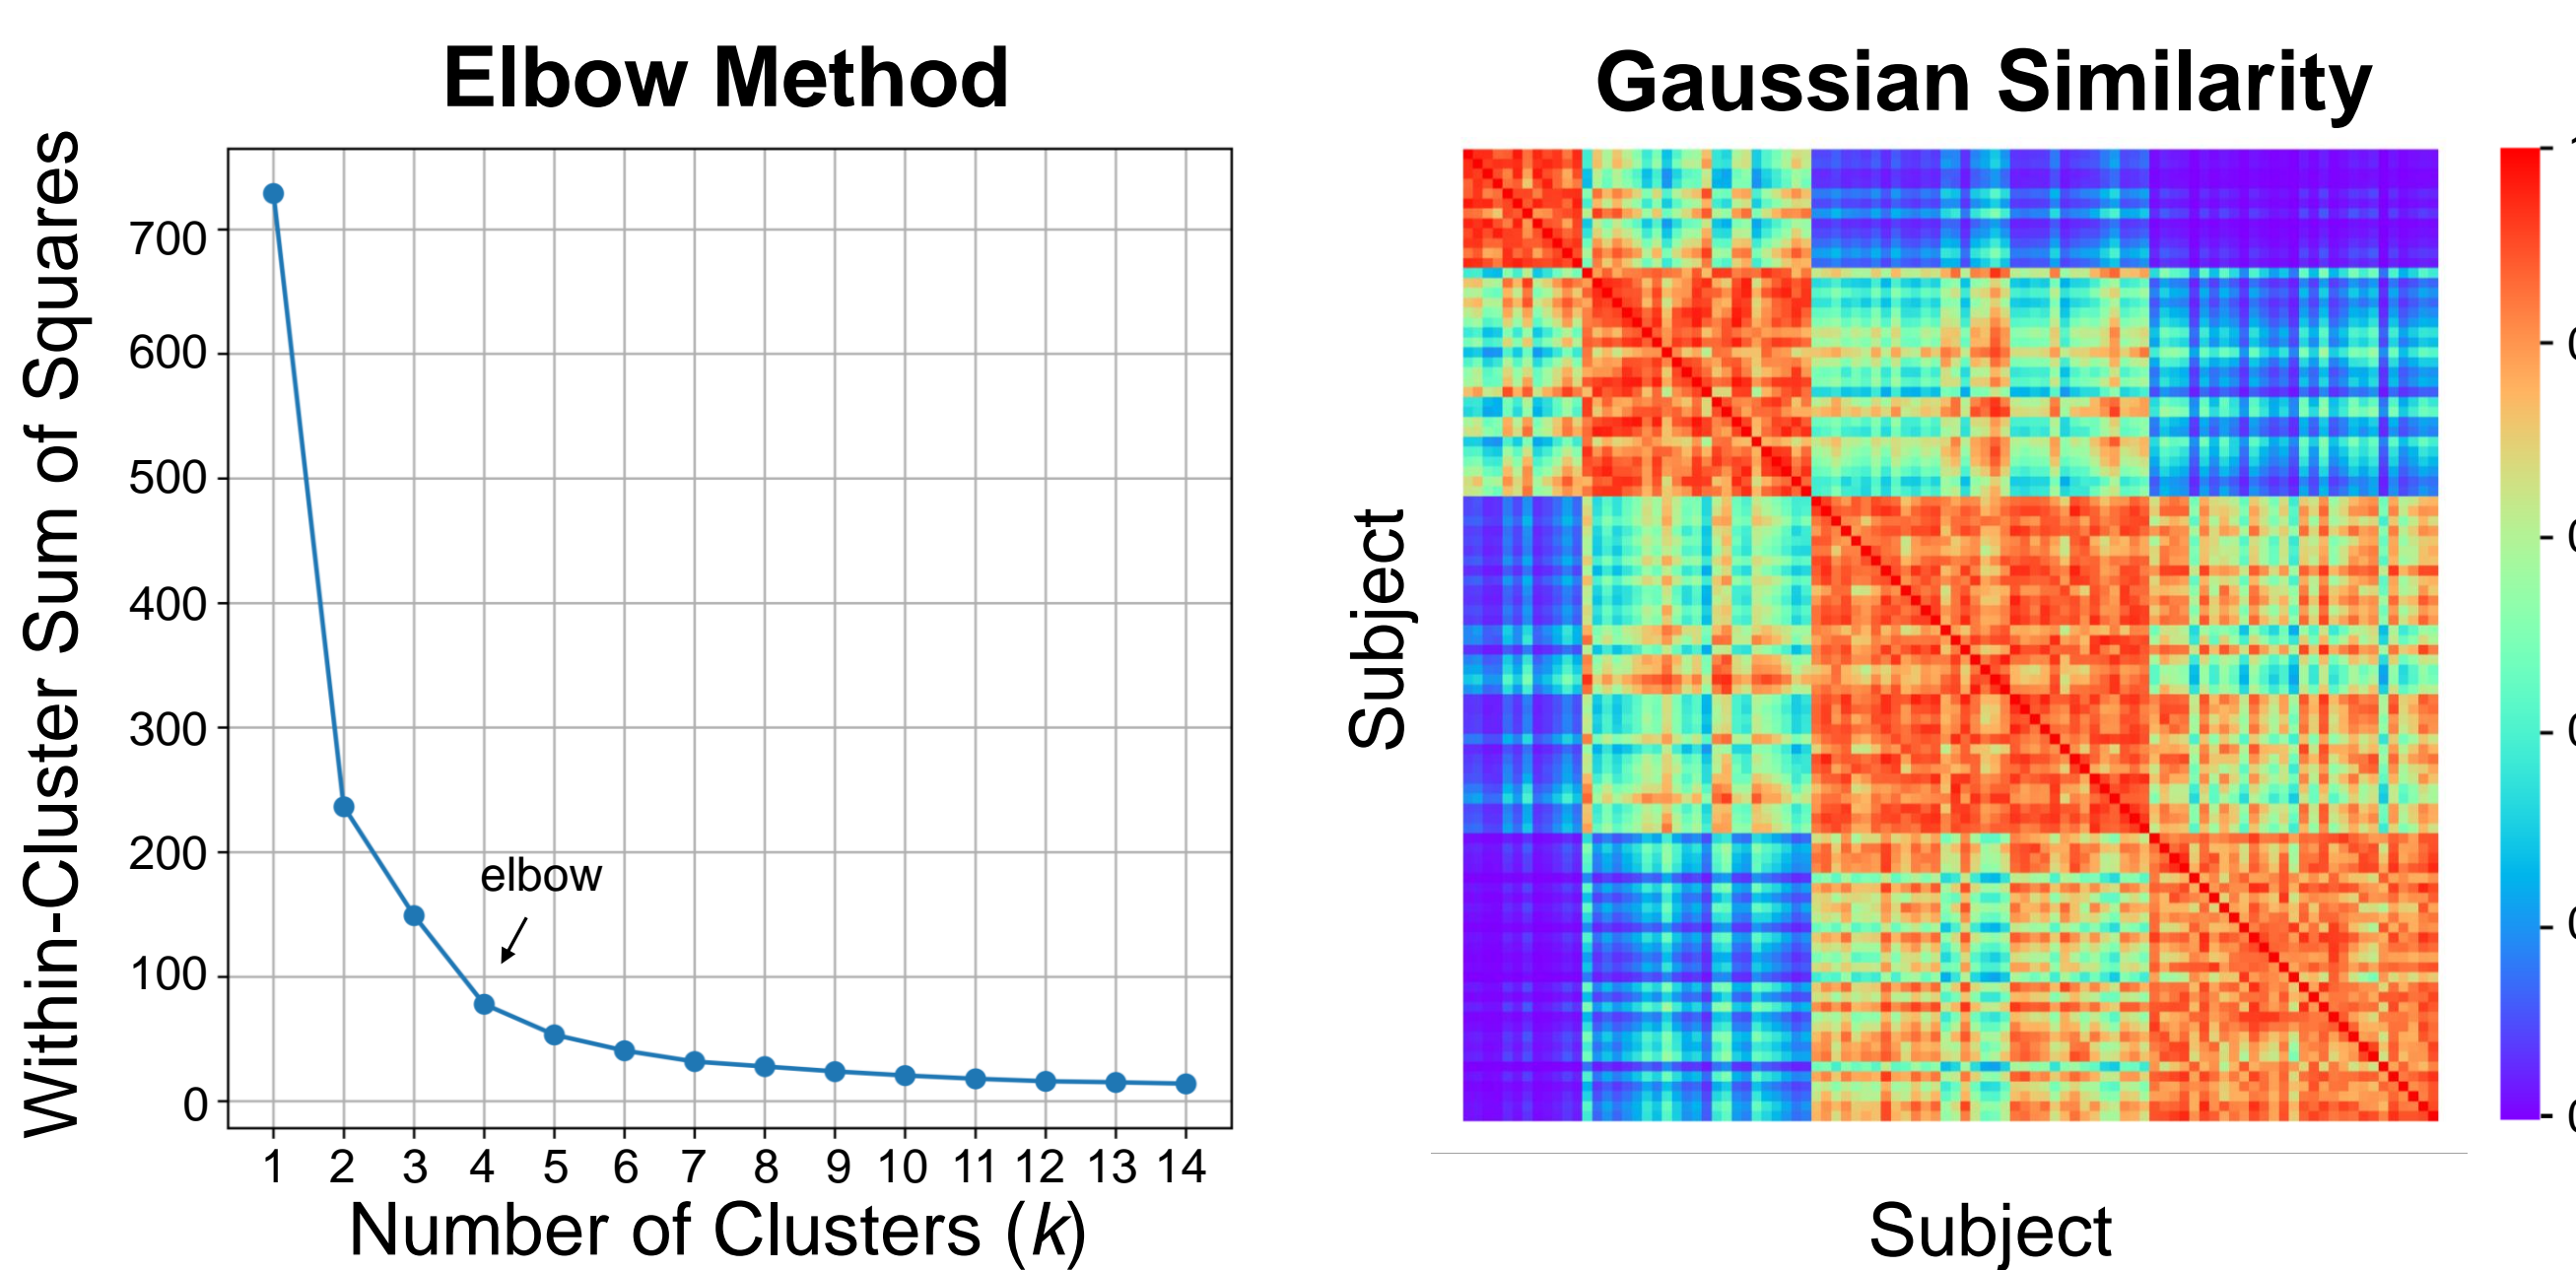 Elbow Method
Within-Cluster Sum of Squares
700
600
500
400
300
200
100
0
elbow
1 2 3 4 5 6 7 8 9 10 11 12 13 14
Number of Clusters (k)
Gaussian Similarity
Subject
Subject